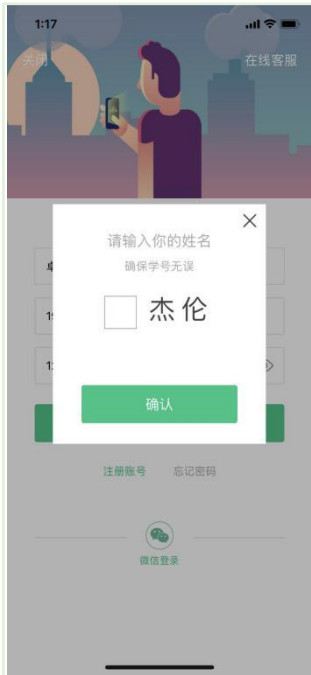 1:17
关闭 在线客服
请输入你的姓名
确保学号无误
杰伦
确认
注册账号 忘记密码
微信登录